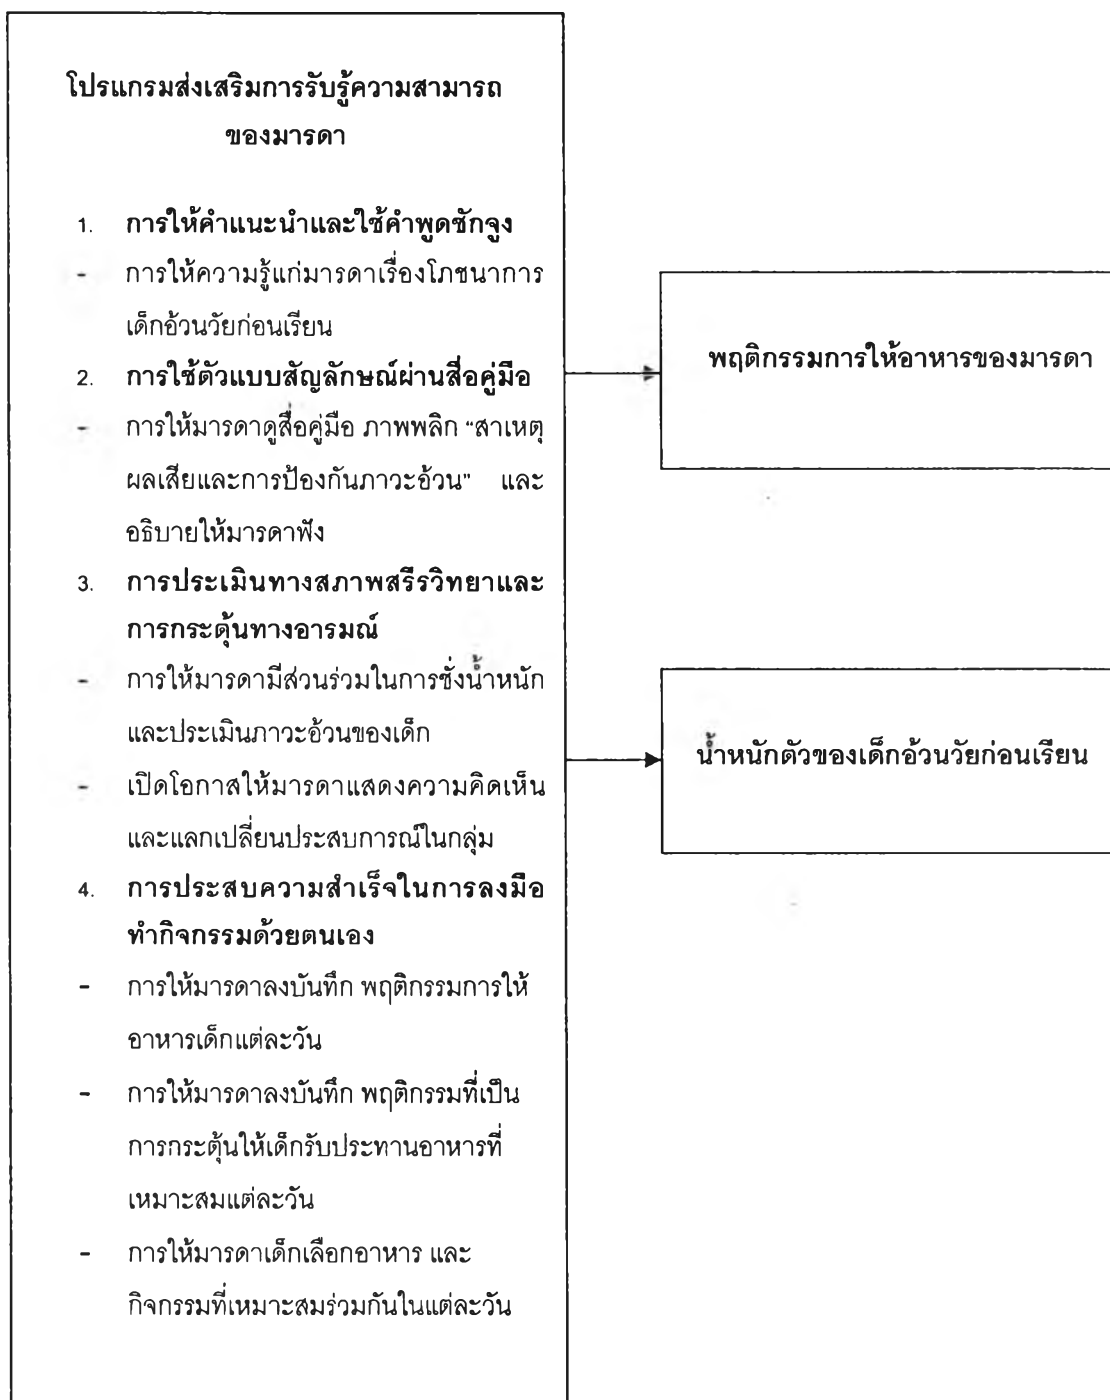 โปรแกรมส่งเสริมการรับรู้ความสามารถ
ของมารดา
1. การให้คำแนะนำและใช้คำพูดชักจูง
- การให้ความรู้แก่มารดาเรื่องโภชนาการ
เด็กอ้วนวัยก่อนเรียน
2. การใช้ตัวแบบสัญลักษณ์ผ่านสื่อคู่มือ
- การให้มารดาดูสื่อคู่มือ ภาพพลิก “สาเหตุ
ผลเสียและการป้องกันภาวะอ้วน” และ
อธิบายให้มารดาฟัง
3. การประเมินทางสภาพสรีรวิทยาและ
การกระตุ้นทางอารมณ์
- การให้มารดามีส่วนร่วมในการชั่งน้ำหนัก
และประเมินภาวะอ้วนของเด็ก
- เปิดโอกาสให้มารดาแสดงความคิดเห็น
และแลกเปลี่ยนประสบการณ์ในกลุ่ม
4. การประสบความสำเร็จในการลงมือ
ทำกิจกรรมด้วยตนเอง
- การให้มารดาลงบันทึก พฤติกรรมการให้
อาหารเด็กแต่ละวัน
- การให้มารดาลงบันทึก พฤติกรรมที่เป็น
การกระตุ้นให้เด็กรับประทานอาหารที่
เหมาะสมแต่ละวัน
- การให้มารดาเด็กเลือกอาหาร และ
กิจกรรมที่เหมาะสมร่วมกันในแต่ละวัน
พฤติกรรมการให้อาหารของมารดา
น้ำหนักตัวของเด็กอ้วนวัยก่อนเรียน